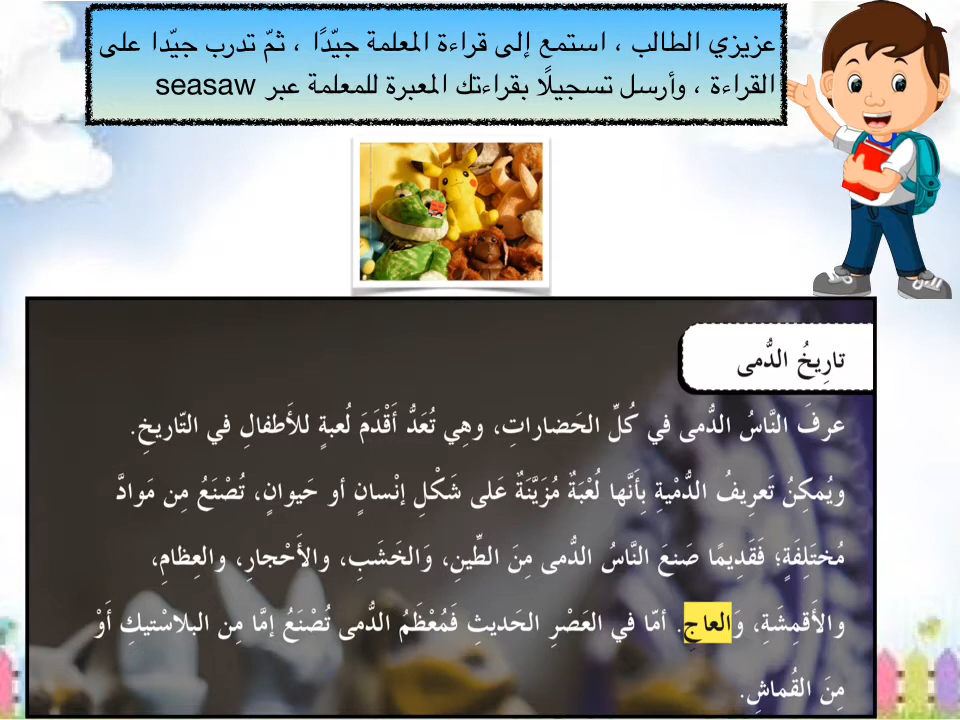 عزيزي الطالب ، استمع إلى قراءة المعلمة جيّدًا ، ثمّ تدرب جيّدا على
القراءة ، وأرسل تسجيلًا بقراءتك المعبرة للمعلمة عبر seasaw
تارِيخُ الدُّمى
عرفَ النَّاسُ الدُّمى في كُلِّ الحَضاراتِ، وهِي تُعَدُّ أَقْدَمَ لُعبةٍ للأَطفالِ في التّاريخِ.
ويُمكِنُ تَعرِيفُ الدُّمْيةِ بِأَنَّها لُعْبَةٌ مُزَيَّنَةٌ عَلى شَكْلِ إنْسانٍ أو حَيوانٍ، تُصْنَعُ مِن مَوادَّ
مُختَلِفَةٍ؛ فَقَدِيمًا صَنعَ النَّاسُ الدُّمى مِنَ الطِّينِ، وَالخَشَبِ، والأَحْجارِ، والعِظامِ،
والأَقمِشَةِ، وَالعاجِ. أمّا في العَصْرِ الحَديثِ فَمُعْظَمُ الدُّمى تُصْنَعُ إمَّا مِن البلاسْتيكِ أَوْ
مِنَ القُماشِ.